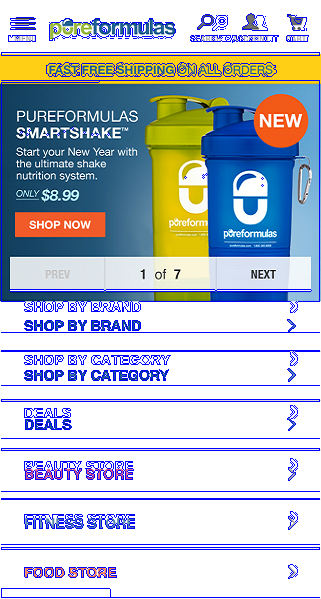 MENU
pureformulas
SEARCH
ACCOUNT
CART
FAST FREE SHIPPING ON ALL ORDERS
PUREFORMULAS
SMARTSHAKE™
Start your New Year with
the ultimate shake
nutrition system.
ONLY $8.99
SHOP NOW
NEW
pureformulas
pureformulas
PREV
1 of 7
NEXT
SHOP BY BRAND
SHOP BY BRAND
SHOP BY CATEGORY
SHOP BY CATEGORY
DEALS
DEALS
BEAUTY STORE
BEAUTY STORE
FITNESS STORE
FITNESS STORE
FOOD STORE